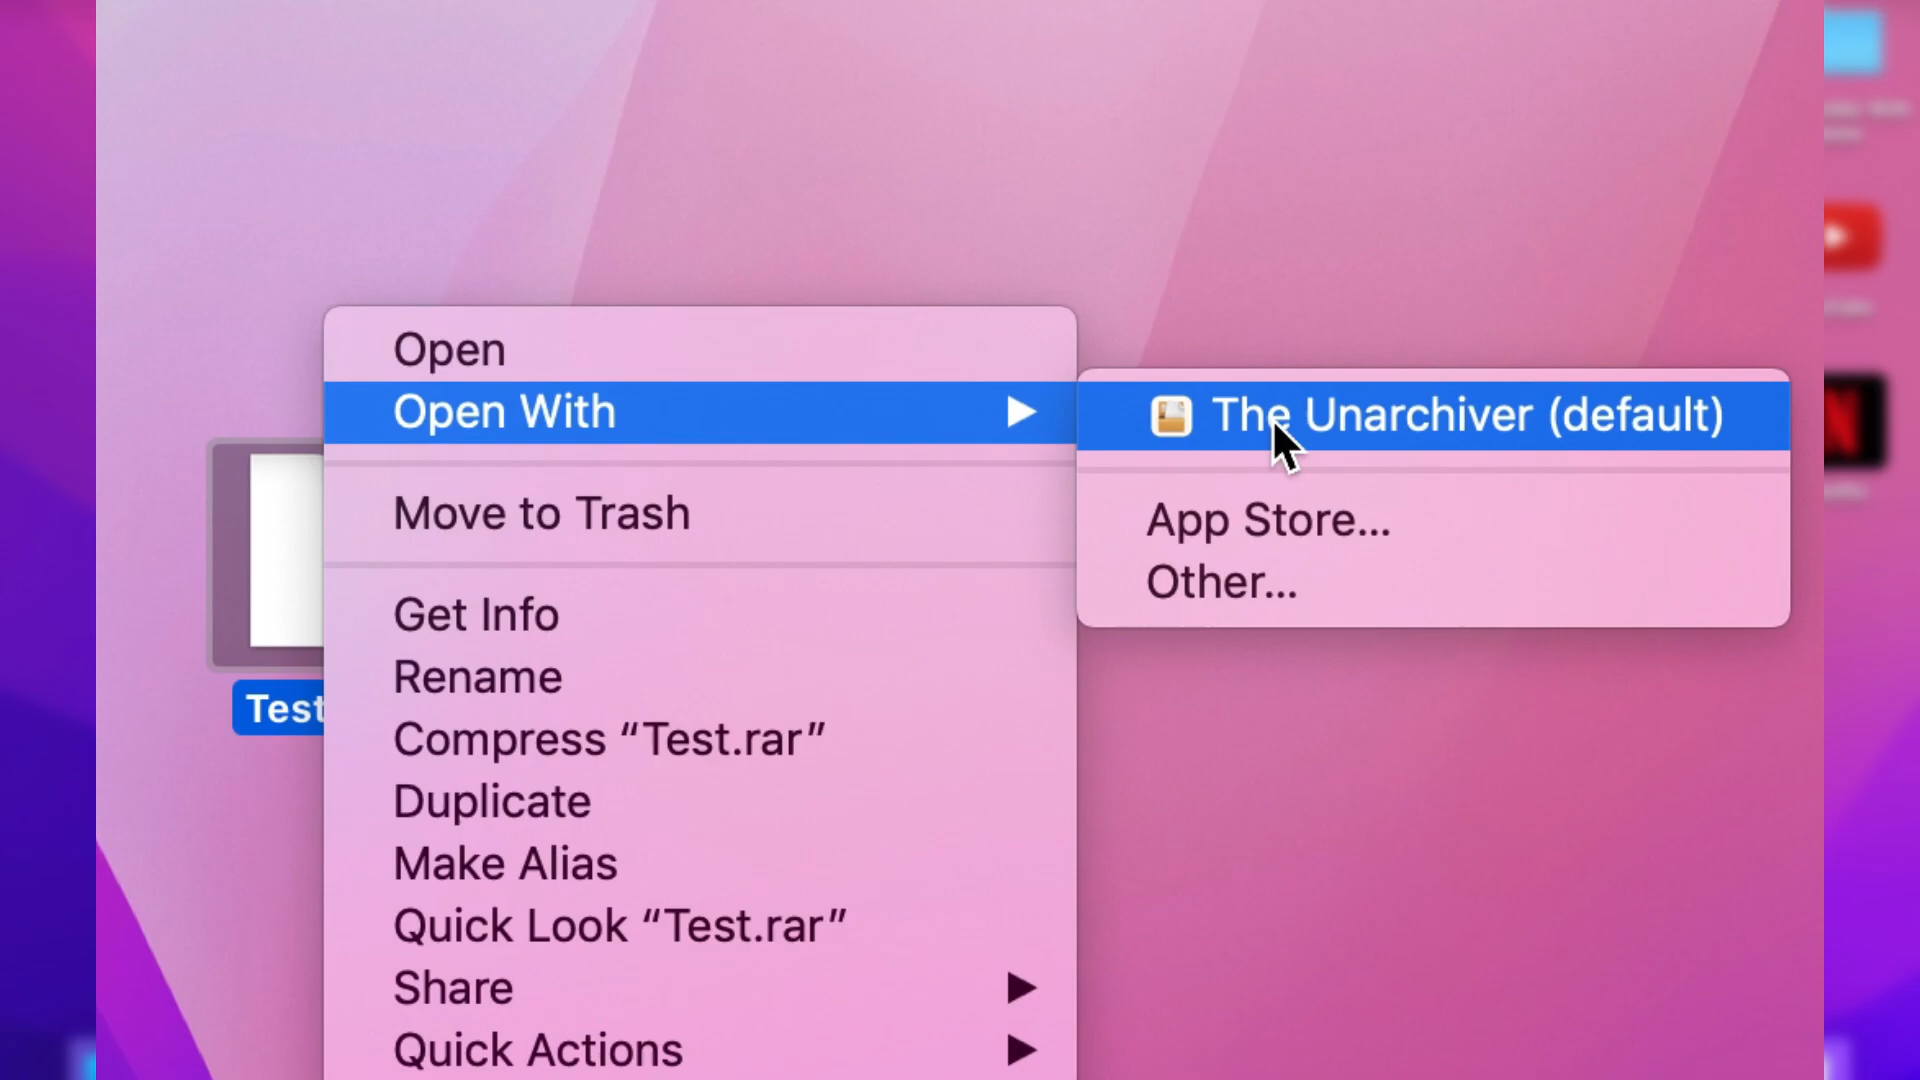 Open
Open With
The Unarchiver (default)
Move to Trash
App Store...
Other...
Get Info
Test
Rename
Compress “Test.rar”
Duplicate
Make Alias
Quick Look “Test.rar”
Share
Quick Actions